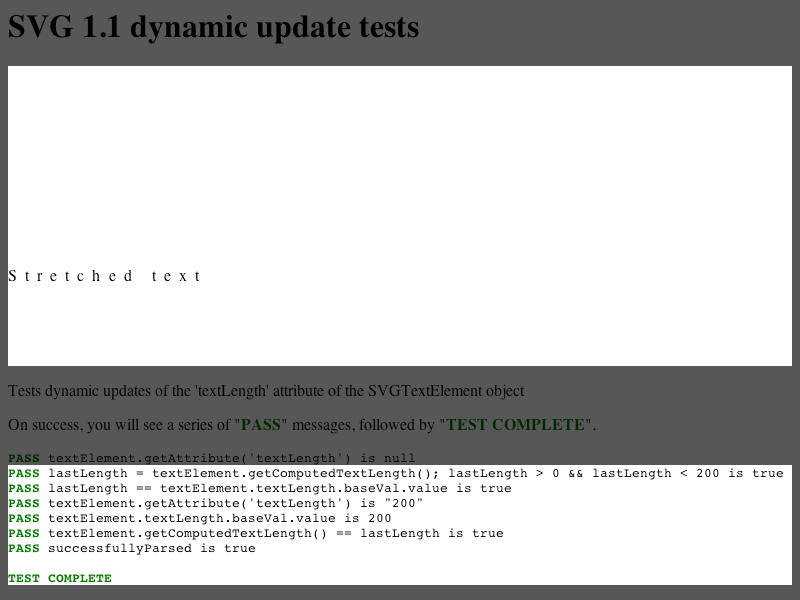 SVG 1.1 dynamic update tests
Stretched text
Tests dynamic updates of the 'textLength' attribute of the SVGTextElement object
On success, you will see a series of "PASS" messages, followed by "TEST COMPLETE".
PASS textElement.getAttribute('textLength') is null
PASS lastLength = textElement.getComputedTextLength(); lastLength > 0 && lastLength < 200 is true
PASS lastLength == textElement.textLength.baseVal.value is true
PASS textElement.getAttribute('textLength') is "200"
PASS textElement.textLength.baseVal.value is 200
PASS textElement.getComputedTextLength() == lastLength is true
PASS successfullyParsed is true
TEST COMPLETE